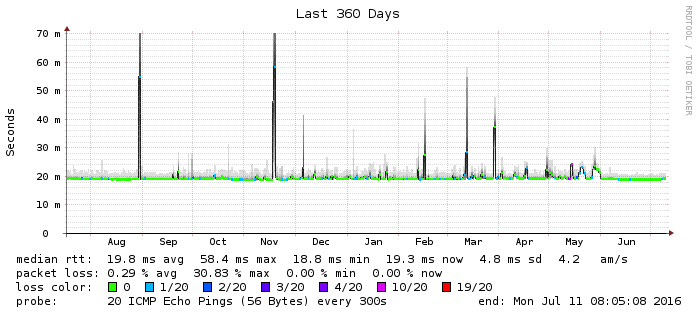 Last 360 Days
RRDTOOL / TOBI OETIKER
Seconds
70 m
60 m
50 m
40 m
30 m
20 m
10 m
0
Aug Sep Oct Nov Dec Jan Feb Mar Apr May Jun
median rtt: 19.8 ms avg 58.4 ms max 18.8 ms min 19.3 ms now 4.8 ms sd 4.2 am/s
packet loss: 0.29 % avg 30.83 % max 0.00 % min 0.00 % now
loss color: 0 1/20 2/20 3/20 4/20 10/20 19/20
probe: 20 ICMP Echo Pings (56 Bytes) every 300s end: Mon Jul 11 08:05:08 2016